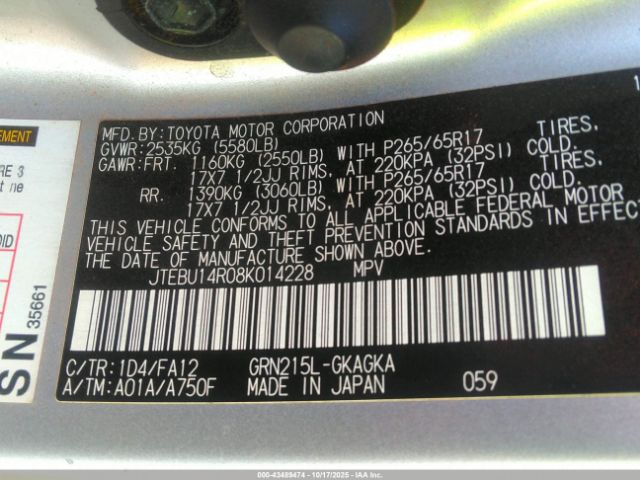 MFD. BY: TOYOTA MOTOR CORPORATION
GVWR: 2535KG (5580LB)
GAWR: FRT. 1160KG (2550LB) WITH P265/65R17 TIRES,
17X7 1/2JJ RIMS, AT 220KPA (32PSI) COLD.
RR. 1390KG (3060LB) WITH P265/65R17 TIRES,
17X7 1/2JJ RIMS, AT 220KPA (32PSI) COLD.
THIS VEHICLE CONFORMS TO ALL APPLICABLE FEDERAL MOTOR
VEHICLE SAFETY AND THEFT PREVENTION STANDARDS IN EFFECT
THE DATE OF MANUFACTURE SHOWN ABOVE.
JTEBU14R08K014228 MPV
C/TR: 1D4/FA12 GRN215L-GKAGKA
A/TM: A01A/A750F MADE IN JAPAN 059
EMENT
RE 3
t ne
OID
SN
35661
000-43489474 | 10/17/2025 | IAAI.CA